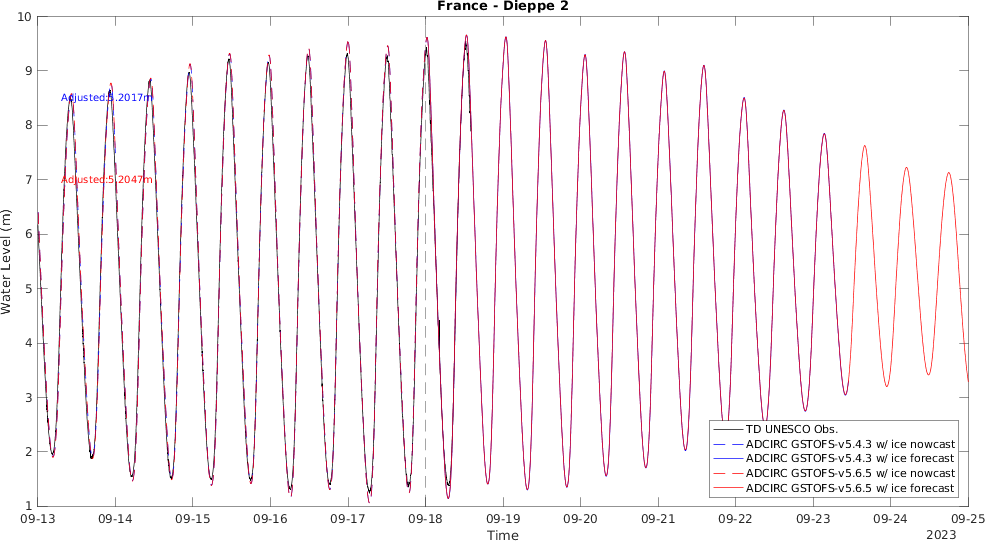 France - Dieppe 2
10
9
8
7
6
5
4
3
2
1
Water Level (m)
Adjusted:5.2017m
Adjusted:5.2047m
TD UNESCO Obs.
ADCIRC GSTOFS-v5.4.3 w/ ice nowcast
ADCIRC GSTOFS-v5.4.3 w/ ice forecast
ADCIRC GSTOFS-v5.6.5 w/ ice nowcast
ADCIRC GSTOFS-v5.6.5 w/ ice forecast
09-13 09-14 09-15 09-16 09-17 09-18 09-19 09-20 09-21 09-22 09-23 09-24 09-25
Time
2023